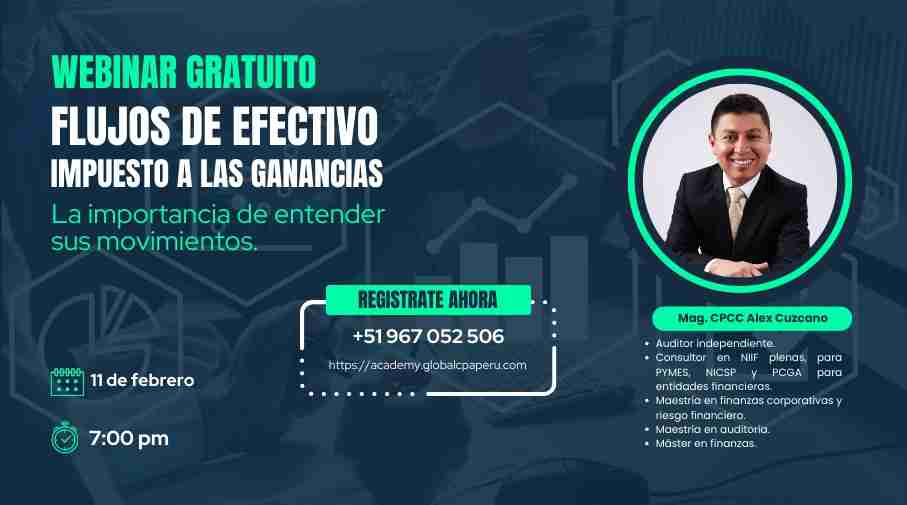 WEBINAR GRATUITO
FLUJOS DE EFECTIVO
IMPUESTO A LAS GANANCIAS
La importancia de entender
sus movimientos.
REGISTRATE AHORA
+51 967 052 506
https://academy.globalcpaperu.com
11 de febrero
7:00 pm
Mag. CPCC Alex Cuzcano
• Auditor independiente.
• Consultor en NIIF plenas, para
PYMES, NICSP y PCGA para
entidades financieras.
• Maestría en finanzas corporativas y
riesgo financiero.
• Maestría en auditoria.
• Máster en finanzas.